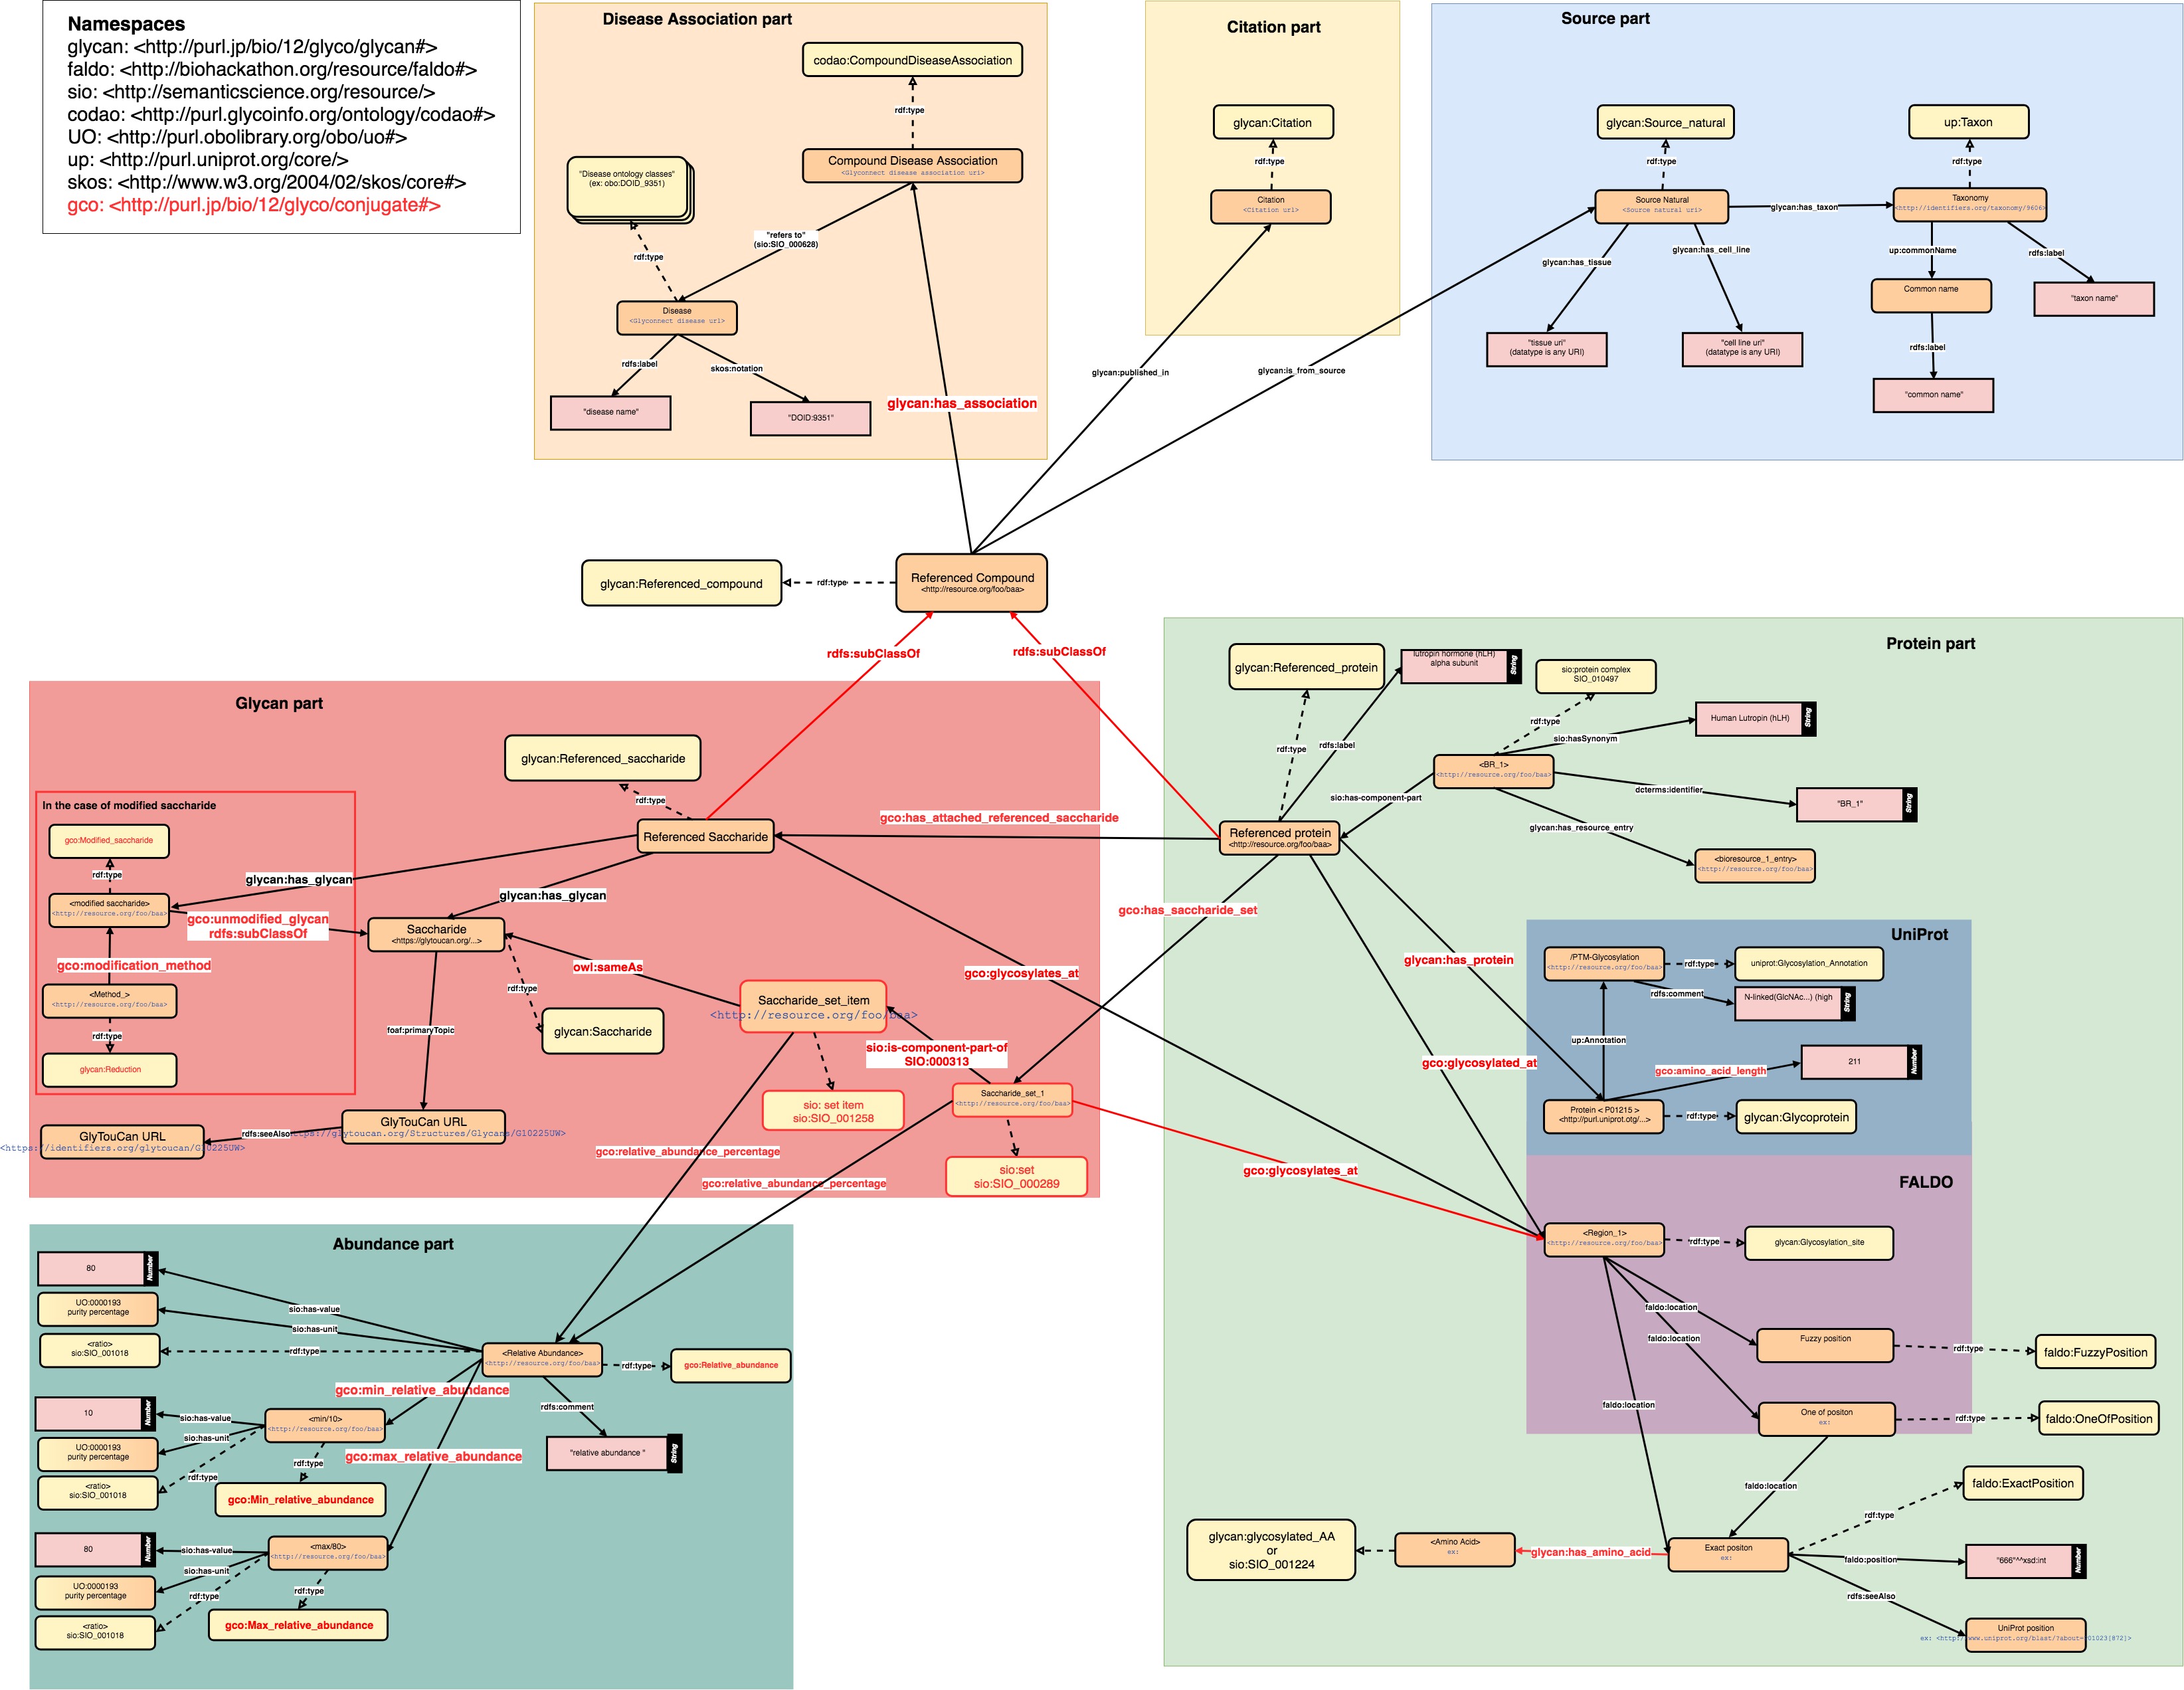 Namespaces
glycan: <http://purl.jp/bio/12/glyco/glycan#>
faldo: <http://biohackathon.org/resource/faldo#>
sio: <http://semanticscience.org/resource/>
codao: <http://purl.glycoinfo.org/ontology/codao#>
UO: <http://purl.obolibrary.org/obo/uo#>
up: <http://purl.uniprot.org/core/>
skos: <http://www.w3.org/2004/02/skos/core#>
gco: <http://purl.jp/bio/12/glyco/conjugate#>
Disease Association part
codao:CompoundDiseaseAssociation
rdf:type
Compound Disease Association
<Glyconnect disease association uri>
"Disease ontology classes"
(ex: obo:DOID_9351)
"refers to"
(sio:SIO_000628)
rdf:type
Disease
<Glyconnect disease uri>
rdfs:label
skos:notation
"disease name"
"DOID:9351"
glycan:has_association
Citation part
glycan:Citation
rdf:type
Citation
<Citation uri>
glycan:published_in
glycan:is_from_source
Source part
glycan:Source_natural
up:Taxon
rdf:type
rdf:type
Source Natural
<Source natural uri>
glycan:has_taxon
Taxonomy
<http://identifiers.org/taxonomy/9606>
glycan:has_tissue
glycan:has_cell_line
up:commonName
rdfs:label
Common name
"taxon name"
"tissue uri"
(datatype is any URI)
"cell line uri"
(datatype is any URI)
rdfs:label
"common name"
glycan:Referenced_compound
rdf:type
Referenced Compound
<http://resource.org/foo/baa>
rdfs:subClassOf
rdfs:subClassOf
Glycan part
glycan:Referenced_saccharide
rdf:type
Referenced Saccharide
gco:has_attached_referenced_saccharide
In the case of modified saccharide
gco:Modified_saccharide
rdf:type
<modified saccharide>
<http://resource.org/foo/baa>
glycan:has_glycan
glycan:has_glycan
gco:unmodified_glycan
rdfs:subClassOf
Saccharide
<https://glytoucan.org/...>
gco:modification_method
<Method_>
<http://resource.org/foo/baa>
rdf:type
glycan:Reduction
owl:sameAs
rdf:type
foaf:primaryTopic
glycan:Saccharide
Saccharide_set_item
<http://resource.org/foo/baa>
sio:is-component-part-of
SIO:000313
Saccharide_set_1
<http://resource.org/foo/baa>
sio: set item
sio:SIO_001258
sio:set
sio:SIO_000289
GlyTouCan URL
<https://glytoucan.org/Structures/Glycans/G10225UW>
rdfs:seeAlso
GlyTouCan URL
<https://identifiers.org/glytoucan/G10225UW>
gco:relative_abundance_percentage
gco:relative_abundance_percentage
gco:has_saccharide_set
gco:glycosylates_at
gco:glycosylates_at
Abundance part
80
Number
UO:0000193
purity percentage
<ratio>
sio:SIO_001018
sio:has-value
sio:has-unit
rdf:type
<Relative Abundance>
<http://resource.org/foo/baa>
rdf:type
gco:Relative_abundance
gco:min_relative_abundance
rdfs:comment
"relative abundance "
String
10
Number
UO:0000193
purity percentage
<ratio>
sio:SIO_001018
sio:has-value
sio:has-unit
rdf:type
<min/10>
<http://resource.org/foo/baa>
rdf:type
gco:Min_relative_abundance
gco:max_relative_abundance
80
Number
UO:0000193
purity percentage
<ratio>
sio:SIO_001018
sio:has-value
sio:has-unit
rdf:type
<max/80>
<http://resource.org/foo/baa>
rdf:type
gco:Max_relative_abundance
Protein part
glycan:Referenced_protein
lutropin hormone (hLH)
alpha subunit
String
sio:protein complex
SIO_010497
rdf:type
rdfs:label
rdf:type
Human Lutropin (hLH)
String
sio:hasSynonym
<BR_1>
<http://resource.org/foo/baa>
sio:has-component-part
dcterms:identifier
"BR_1"
String
glycan:has_resource_entry
<bioresource_1_entry>
<http://resource.org/foo/baa>
Referenced protein
<http://resource.org/foo/baa>
glycan:has_protein
gco:glycosylated_at
UniProt
/PTM-Glycosylation
<http://resource.org/foo/baa>
rdf:type
uniprot:Glycosylation_Annotation
rdfs:comment
N-linked(GlcNAc...) (high
String
up:Annotation
gco:amino_acid_length
211
Number
Protein < P01215 >
<http://purl.uniprot.otg/...>
rdf:type
glycan:Glycoprotein
FALDO
<Region_1>
<http://resource.org/foo/baa>
rdf:type
glycan:Glycosylation_site
faldo:location
faldo:location
faldo:location
Fuzzy position
rdf:type
faldo:FuzzyPosition
One of positon
ex:
rdf:type
faldo:OneOfPosition
faldo:location
faldo:ExactPosition
rdf:type
glycan:glycosylated_AA
or
sio:SIO_001224
<Amino Acid>
ex:
glycan:has_amino_acid
Exact positon
ex:
faldo:position
"666"^^xsd:int
Number
rdfs:seeAlso
UniProt position